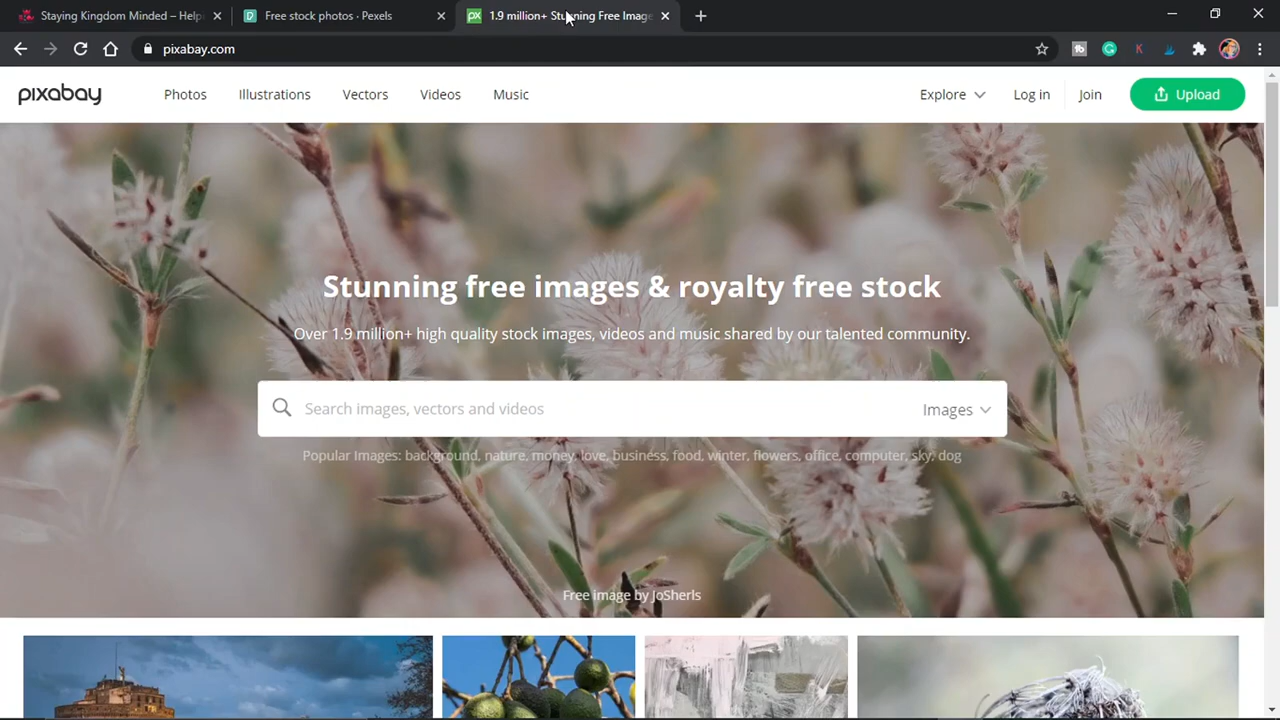 Staying Kingdom Minded – Help
Free stock photos · Pexels
1.9 million+ Stunning Free Image
pixabay.com
pixabay
Photos
Illustrations
Vectors
Videos
Music
Explore
Log in
Join
Upload
Stunning free images & royalty free stock
Over 1.9 million+ high quality stock images, videos and music shared by our talented community.
Search images, vectors and videos
Images
Popular Images: background, nature, money, love, business, food, winter, flowers, office, computer, sky, dog
Free image by JoSherls